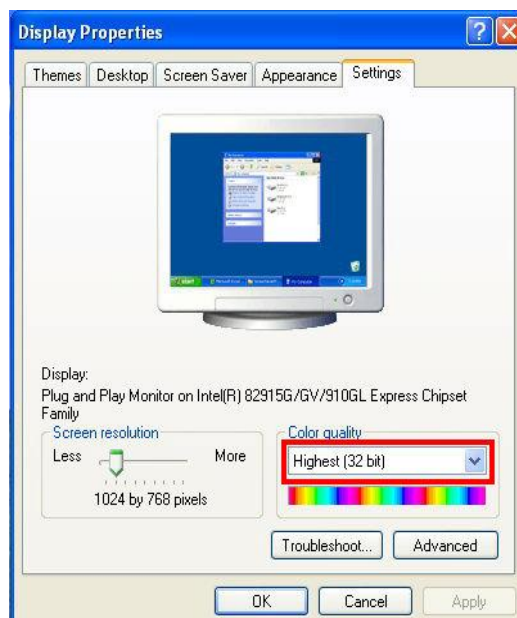 Display Properties
Themes Desktop Screen Saver Appearance Settings
start
Display:
Plug and Play Monitor on Intel(R) 82915G/GV/910GL Express Chipset
Family
Screen resolution
Less More
1024 by 768 pixels
Color quality
Highest (32 bit)
Troubleshoot... Advanced
OK Cancel Apply